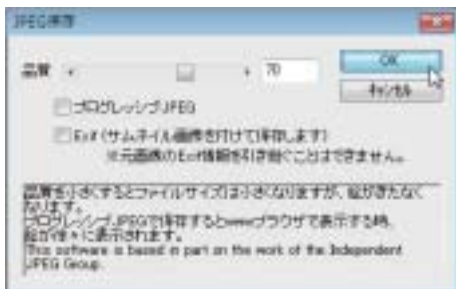 JPEG保存
品質 - + 70 OK
キャンセル
プログレッシブJPEG
Exif(サムネイル画像を付けて保存します)
※元画像のExif情報を引き継ぐことはできません。
品質を小さくするとファイルサイズは小さくなりますが、絵がきたなく
なります。
プログレッシブJPEGで保存するとwwwブラウザで表示する時、
絵が徐々に表示されます。
This software is based in part on the work of the Independent
JPEG Group.